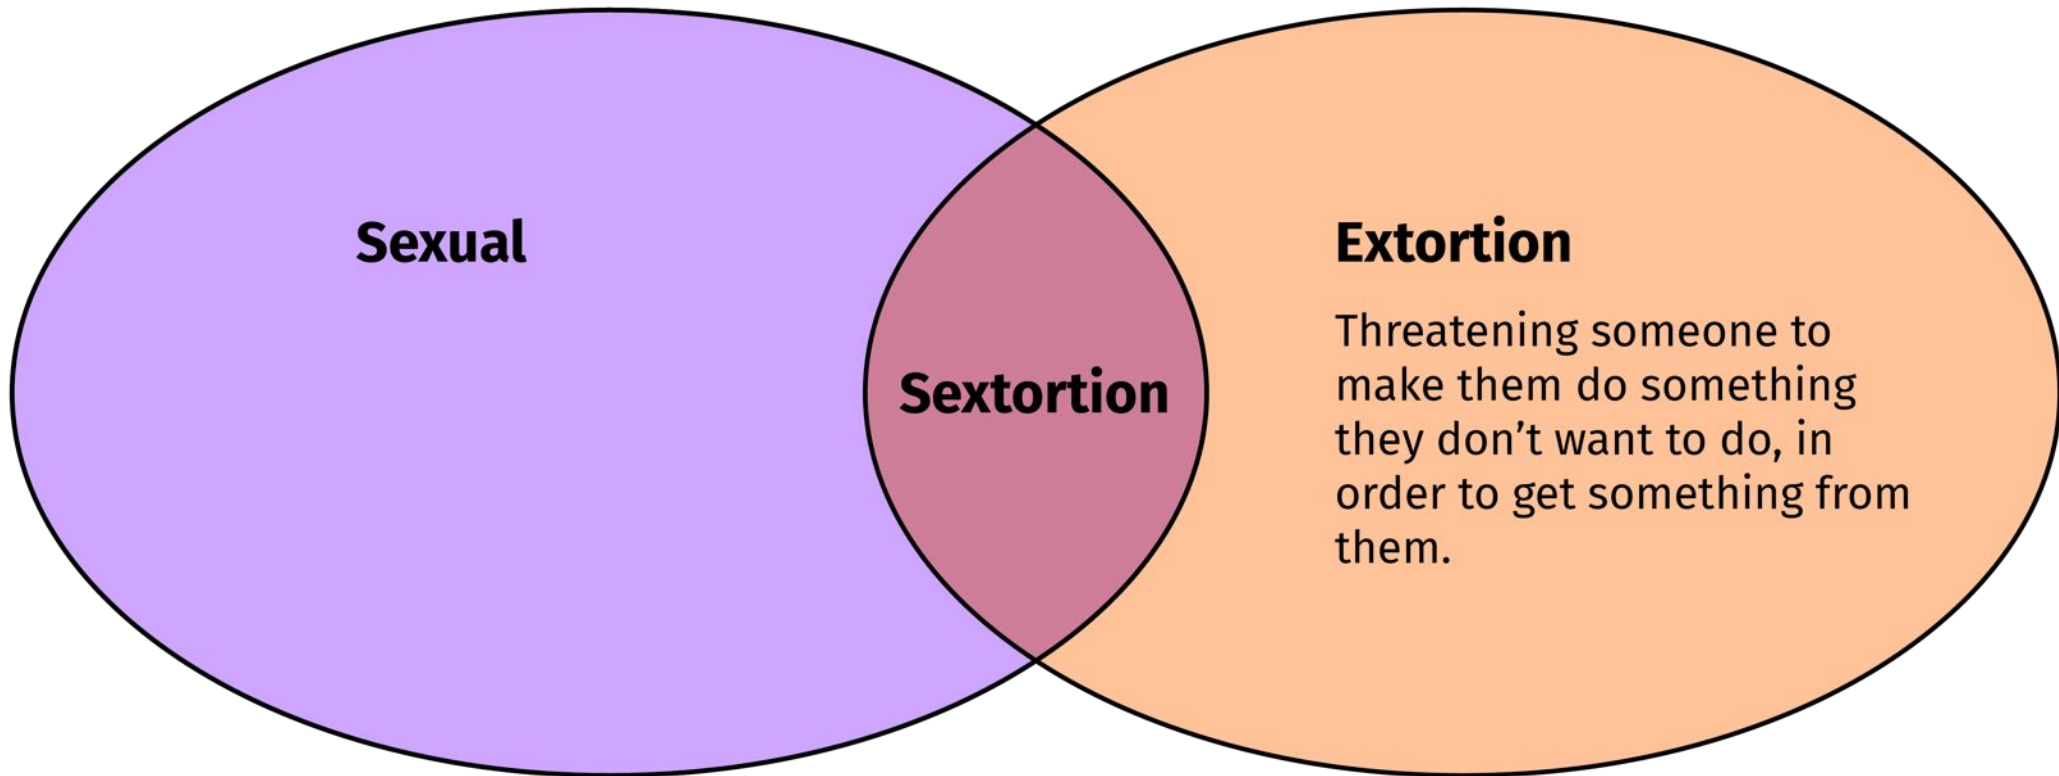 Sexual
Sextortion
Extortion
Threatening someone to
make them do something
they don’t want to do, in
order to get something from
them.